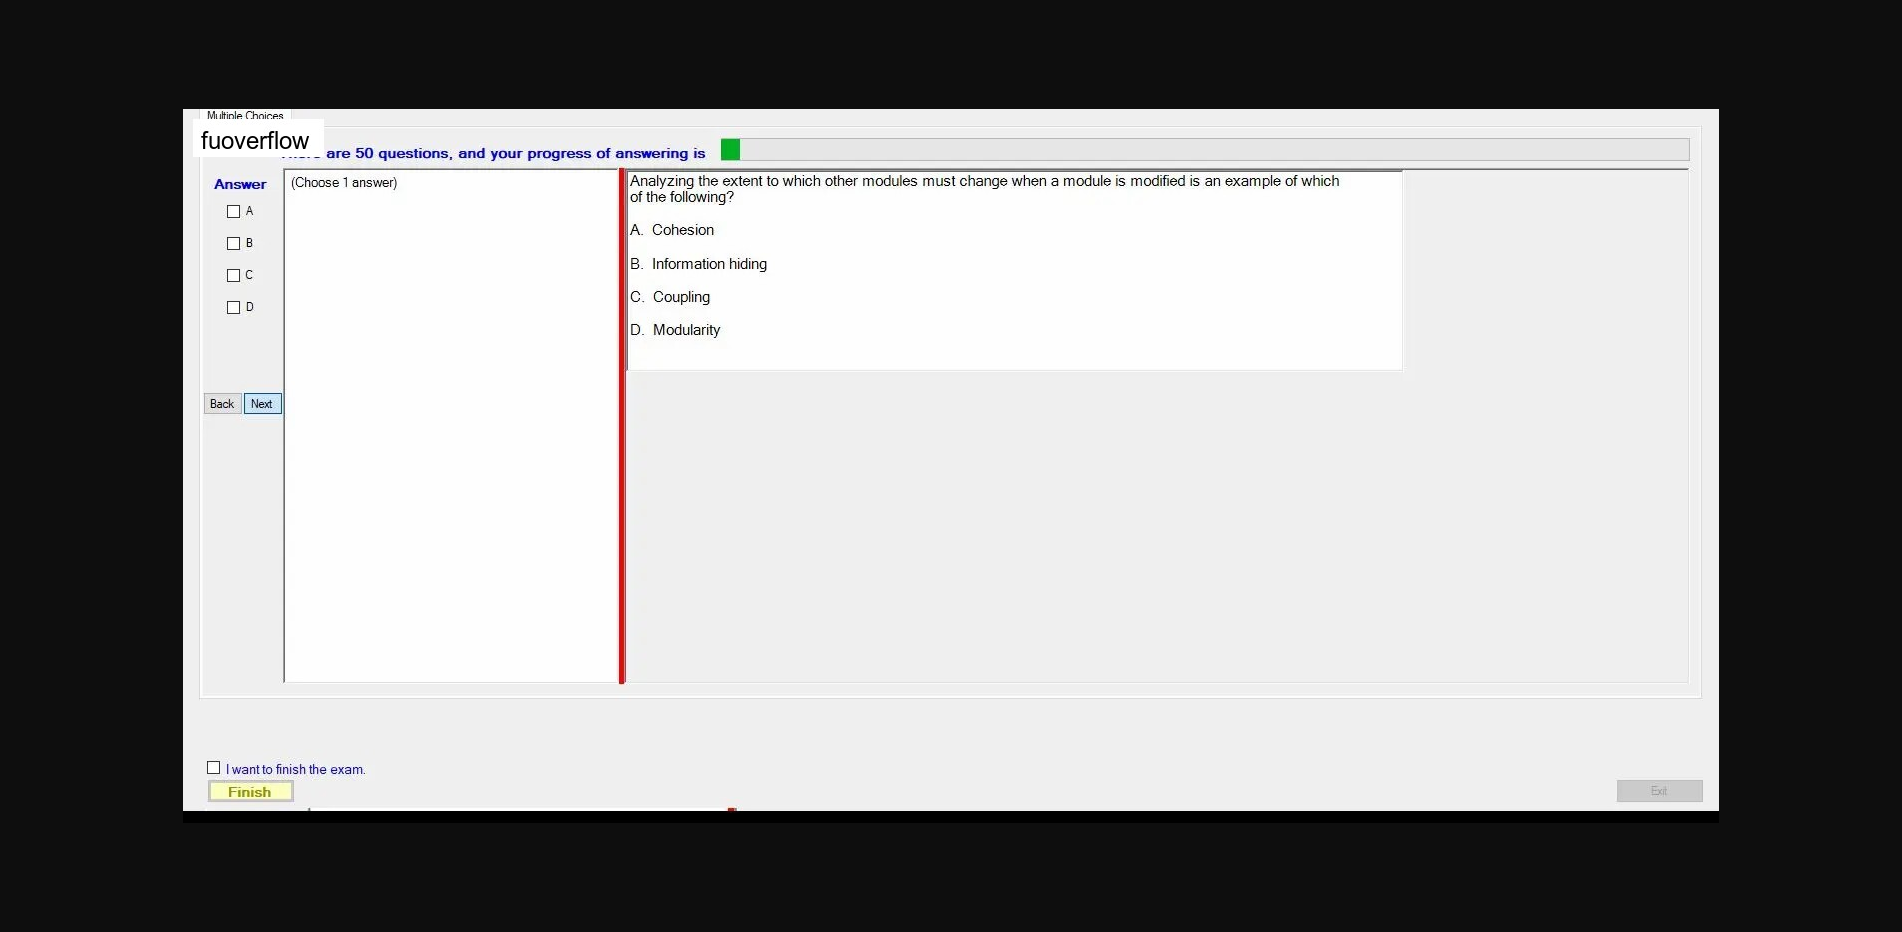 Multiple Choices
fuoverflow
are 50 questions, and your progress of answering is
Answer
(Choose 1 answer)
A
B
C
D
Back
Next
Analyzing the extent to which other modules must change when a module is modified is an example of which
of the following?
A. Cohesion
B. Information hiding
C. Coupling
D. Modularity
I want to finish the exam.
Finish
Exit